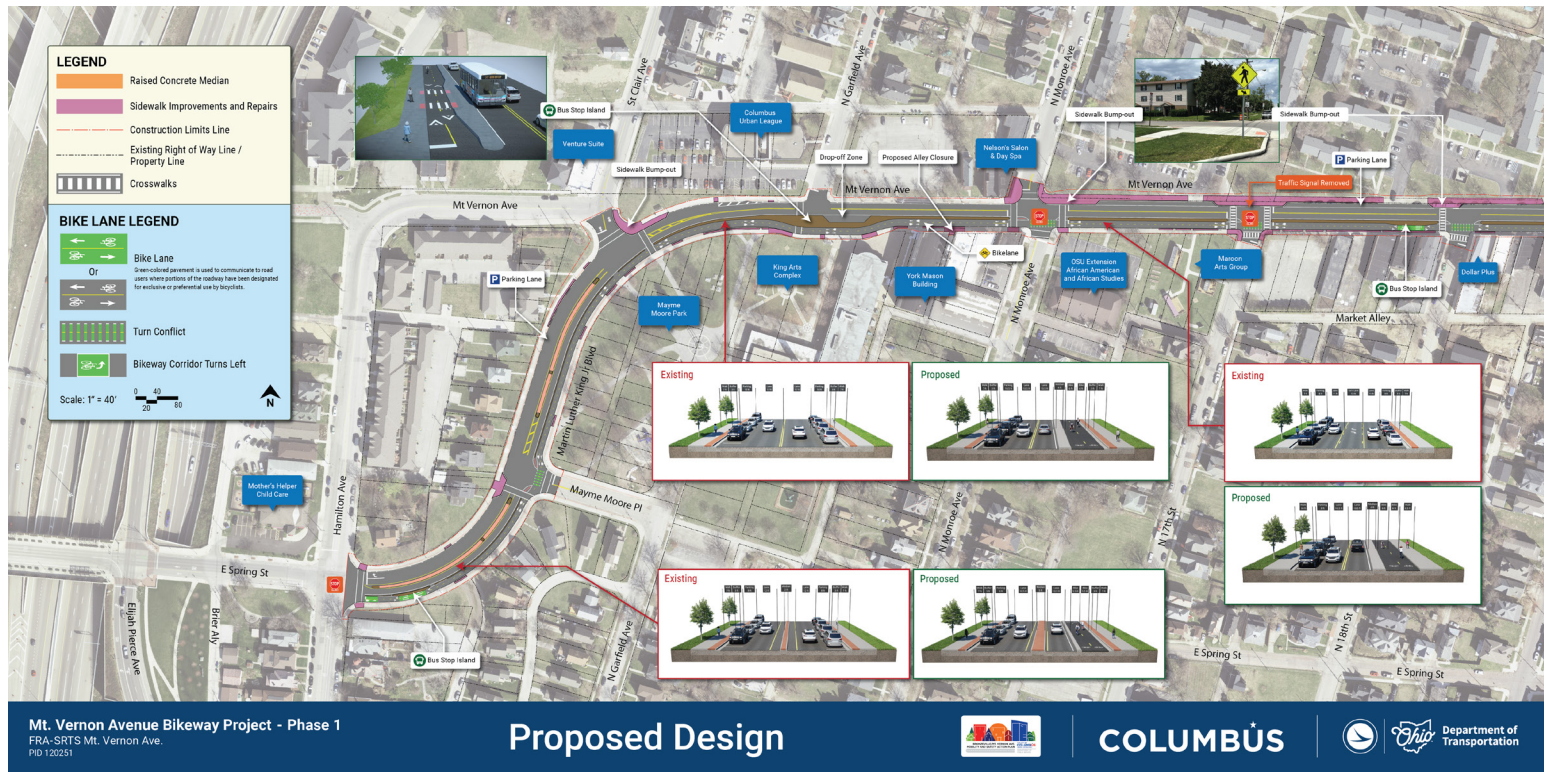 LEGEND
Raised Concrete Median
Sidewalk Improvements and Repairs
Construction Limits Line
Existing Right of Way Line /
Property Line
Crosswalks
BIKE LANE LEGEND
Bike Lane
Green-colored pavement is used to communicate to road
users where portions of the roadway have been designated
for exclusive or preferential use by bicyclists.
Or
Turn Conflict
Bikeway Corridor Turns Left
Scale: 1" = 40'
0 40
20 80
N
St Clair Ave
N Garfield Ave
N Monroe Ave
Bus Stop Island
Venture Suite
Columbus
Urban League
Sidewalk Bump-out
Drop-off Zone
Proposed Alley Closure
Nelson's Salon
& Day Spa
Sidewalk Bump-out
Sidewalk Bump-out
P Parking Lane
Traffic Signal Removed
Mt Vernon Ave
Mt Vernon Ave
Mt Vernon Ave
STOP
STOP
P Parking Lane
Mayme
Moore Park
King Arts
Complex
York Mason
Building
Bikelane
N Monroe Ave
OSU Extension
African American
and African Studies
Maroon
Arts Group
Bus Stop Island
Dollar Plus
Market Alley
Martin Luther King Jr Blvd
Mayme Moore Pl
Mother's Helper
Child Care
Hamilton Ave
E Spring St
STOP
Elijah Pierce Ave
Brier Aly
Bus Stop Island
N Garfield Ave
N Monroe Ave
N 17th St
N 18th St
E Spring St
E Spring St
Existing
Proposed
Existing
Proposed
Existing
Proposed
Mt. Vernon Avenue Bikeway Project - Phase 1
FRA-SRTS Mt. Vernon Ave.
PID 120251
Proposed Design
COLUMBUS
Ohio
Department of
Transportation